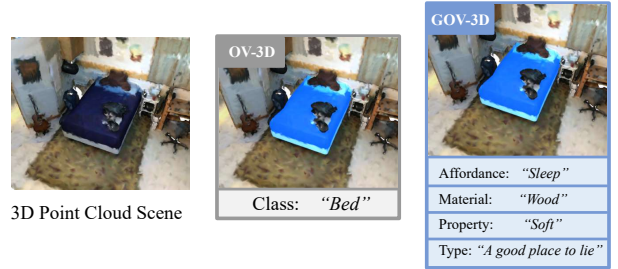 3D Point Cloud Scene
OV-3D
Class: “Bed”
GOV-3D
Affordance: “Sleep”
Material: “Wood”
Property: “Soft”
Type: “A good place to lie”